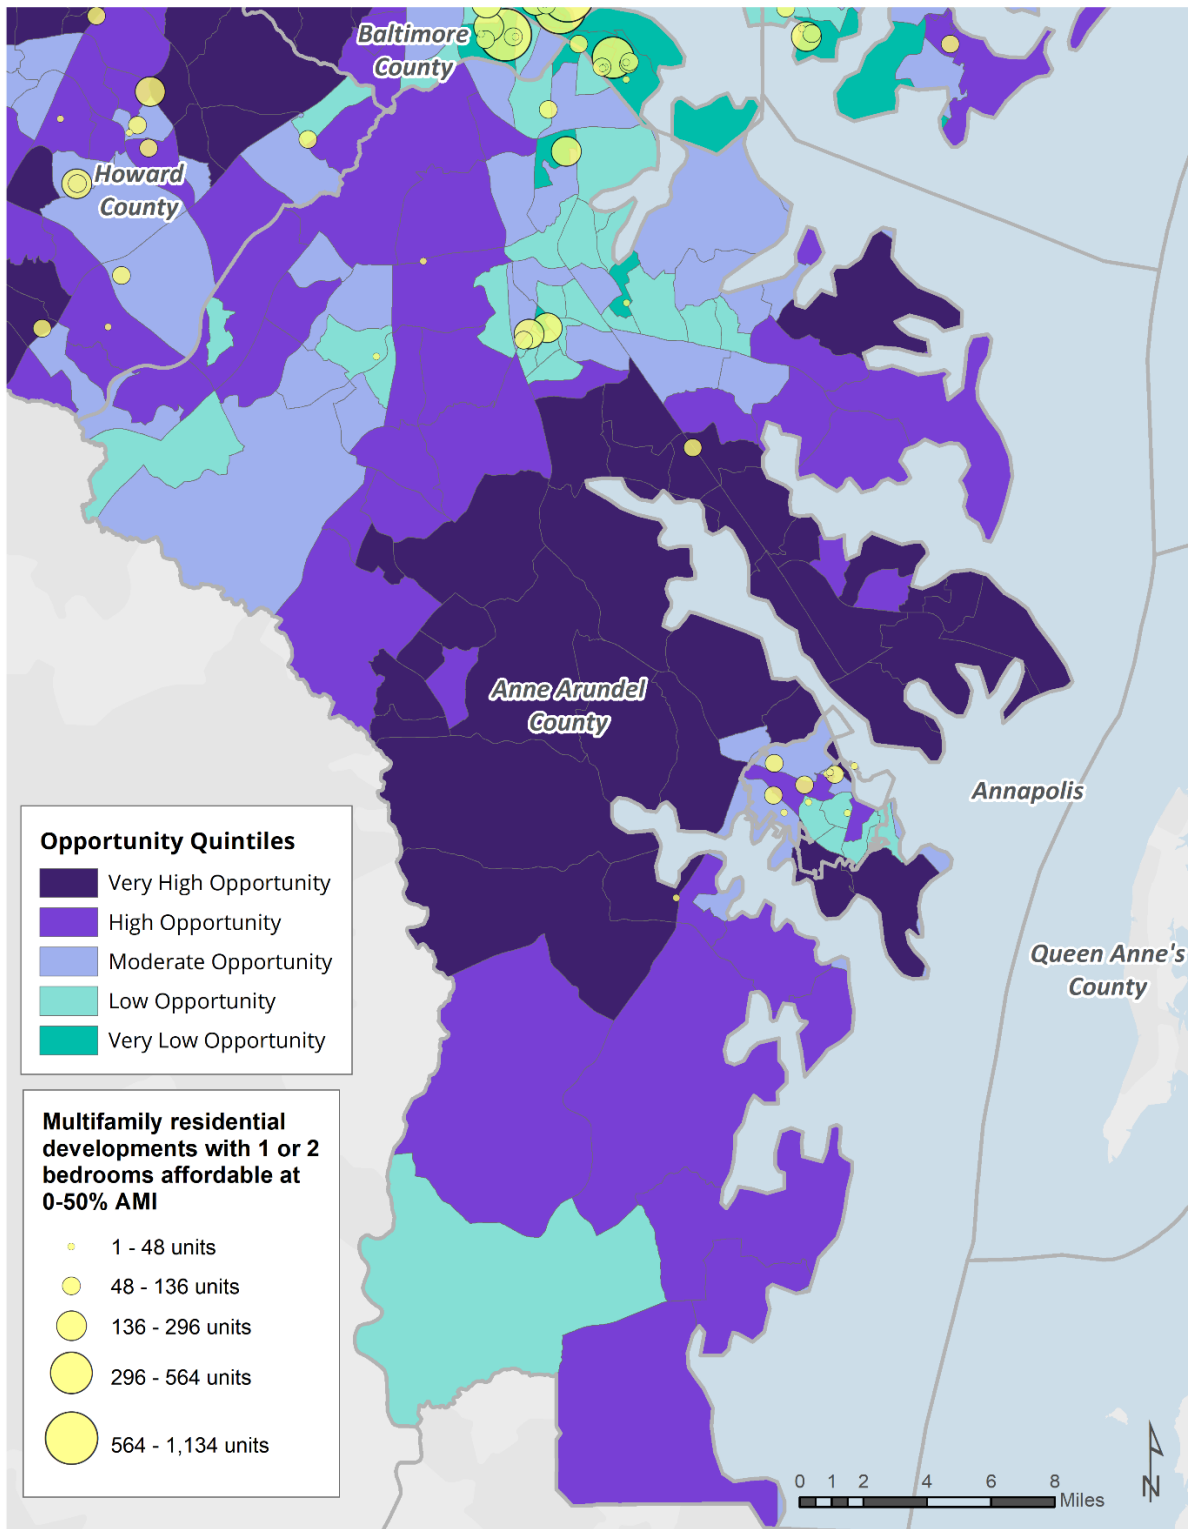 Baltimore
County
Howard
County
Anne Arundel
County
Annapolis
Queen Anne's
County
Opportunity Quintiles
Very High Opportunity
High Opportunity
Moderate Opportunity
Low Opportunity
Very Low Opportunity
Multifamily residential
developments with 1 or 2
bedrooms affordable at
0-50% AMI
1 - 48 units
48 - 136 units
136 - 296 units
296 - 564 units
564 - 1,134 units
0 1 2 4 6 8
Miles
N